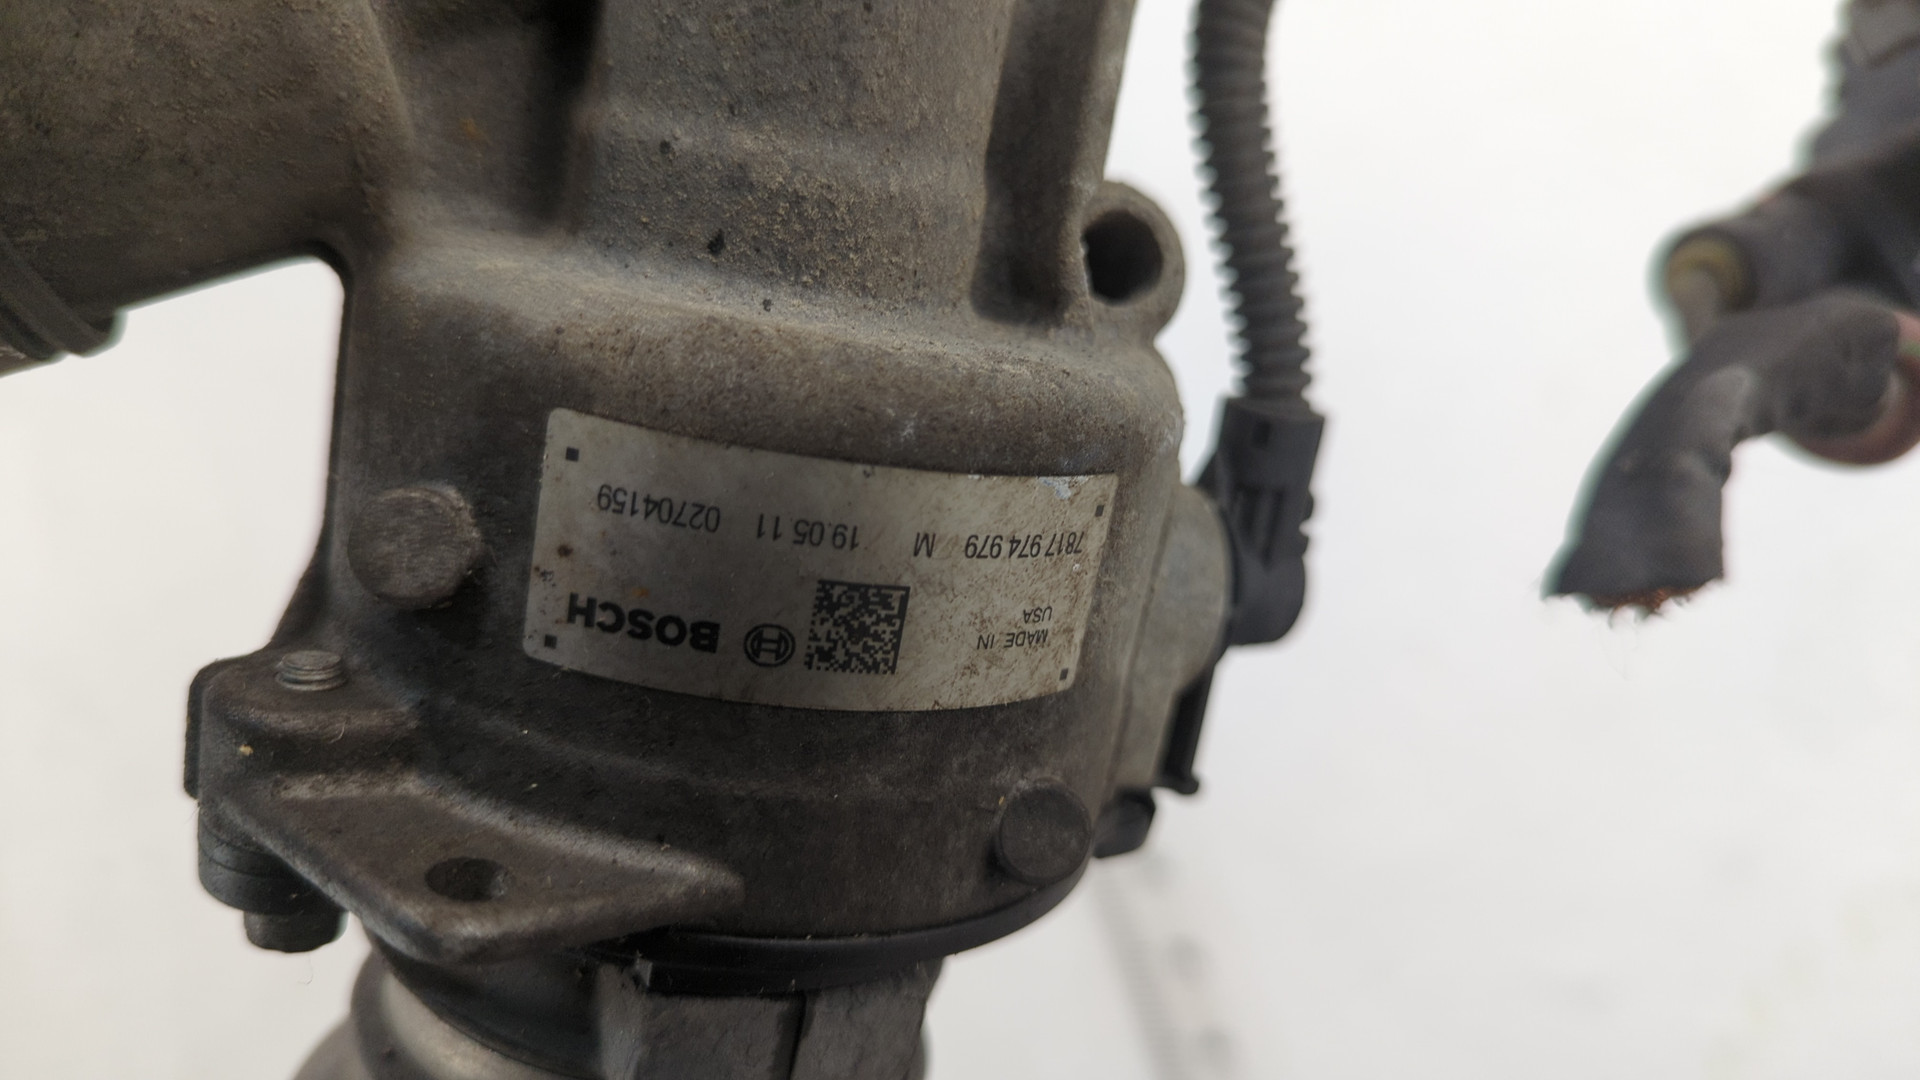 MADE IN
USA
BOSCH
7817 974 979 M 19.05.11 02704159